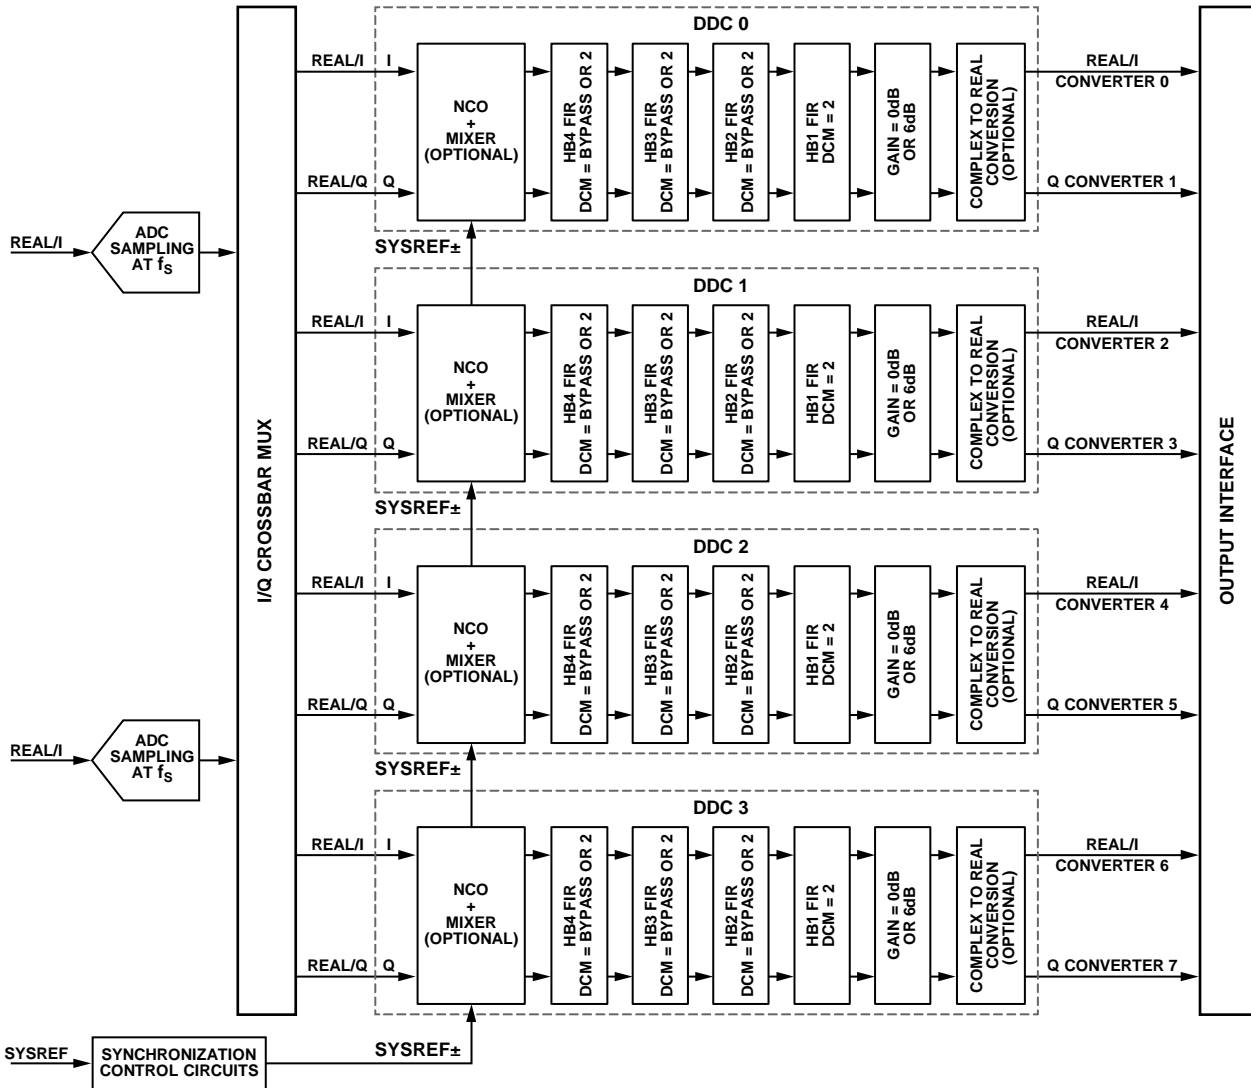 DDC 0
REAL/I I
NCO
+
MIXER
(OPTIONAL)
HB4 FIR
DCM = BYPASS OR 2
HB3 FIR
DCM = BYPASS OR 2
HB2 FIR
DCM = BYPASS OR 2
HB1 FIR
DCM = 2
GAIN = 0dB
OR 6dB
COMPLEX TO REAL
CONVERSION
(OPTIONAL)
REAL/I
CONVERTER 0
REAL/Q Q
Q CONVERTER 1
REAL/I
ADC
SAMPLING
AT fS
SYSREF±
I/Q CROSSBAR MUX
OUTPUT INTERFACE
DDC 1
REAL/I I
NCO
+
MIXER
(OPTIONAL)
HB4 FIR
DCM = BYPASS OR 2
HB3 FIR
DCM = BYPASS OR 2
HB2 FIR
DCM = BYPASS OR 2
HB1 FIR
DCM = 2
GAIN = 0dB
OR 6dB
COMPLEX TO REAL
CONVERSION
(OPTIONAL)
REAL/I
CONVERTER 2
REAL/Q Q
Q CONVERTER 3
SYSREF±
DDC 2
REAL/I I
NCO
+
MIXER
(OPTIONAL)
HB4 FIR
DCM = BYPASS OR 2
HB3 FIR
DCM = BYPASS OR 2
HB2 FIR
DCM = BYPASS OR 2
HB1 FIR
DCM = 2
GAIN = 0dB
OR 6dB
COMPLEX TO REAL
CONVERSION
(OPTIONAL)
REAL/I
CONVERTER 4
REAL/Q Q
Q CONVERTER 5
REAL/I
ADC
SAMPLING
AT fS
SYSREF±
DDC 3
REAL/I I
NCO
+
MIXER
(OPTIONAL)
HB4 FIR
DCM = BYPASS OR 2
HB3 FIR
DCM = BYPASS OR 2
HB2 FIR
DCM = BYPASS OR 2
HB1 FIR
DCM = 2
GAIN = 0dB
OR 6dB
COMPLEX TO REAL
CONVERSION
(OPTIONAL)
REAL/I
CONVERTER 6
REAL/Q Q
Q CONVERTER 7
SYSREF
SYNCHRONIZATION
CONTROL CIRCUITS
SYSREF±